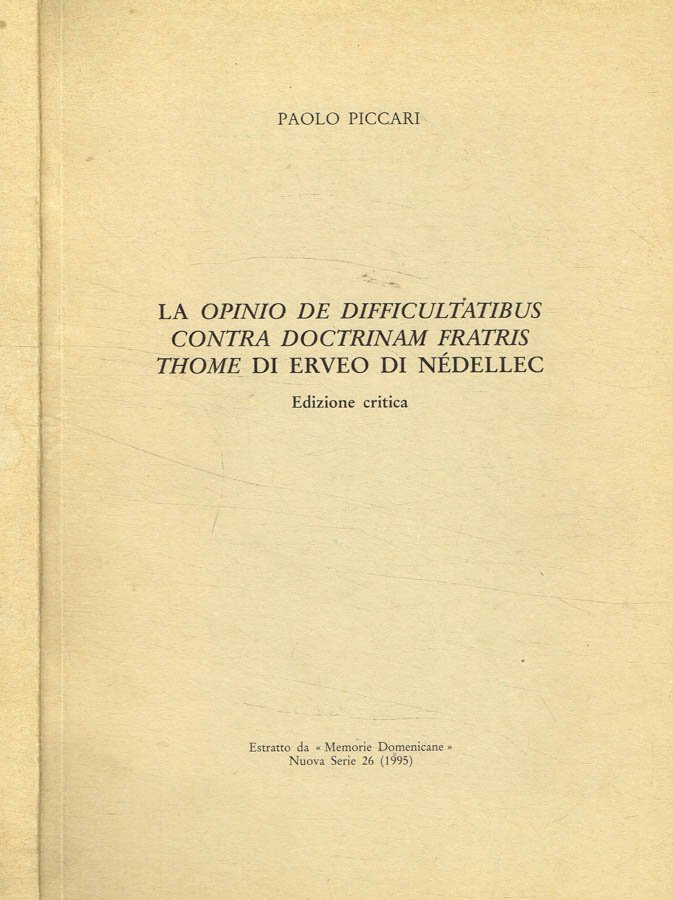 PAOLO PICCARI
LA OPINIO DE DIFFICULTATIBUS
CONTRA DOCTRINAM FRATRIS
THOME DI ERVEO DI NÉDELLEC
Edizione critica
Estratto da « Memorie Domenicane »
Nuova Serie 26 (1995)